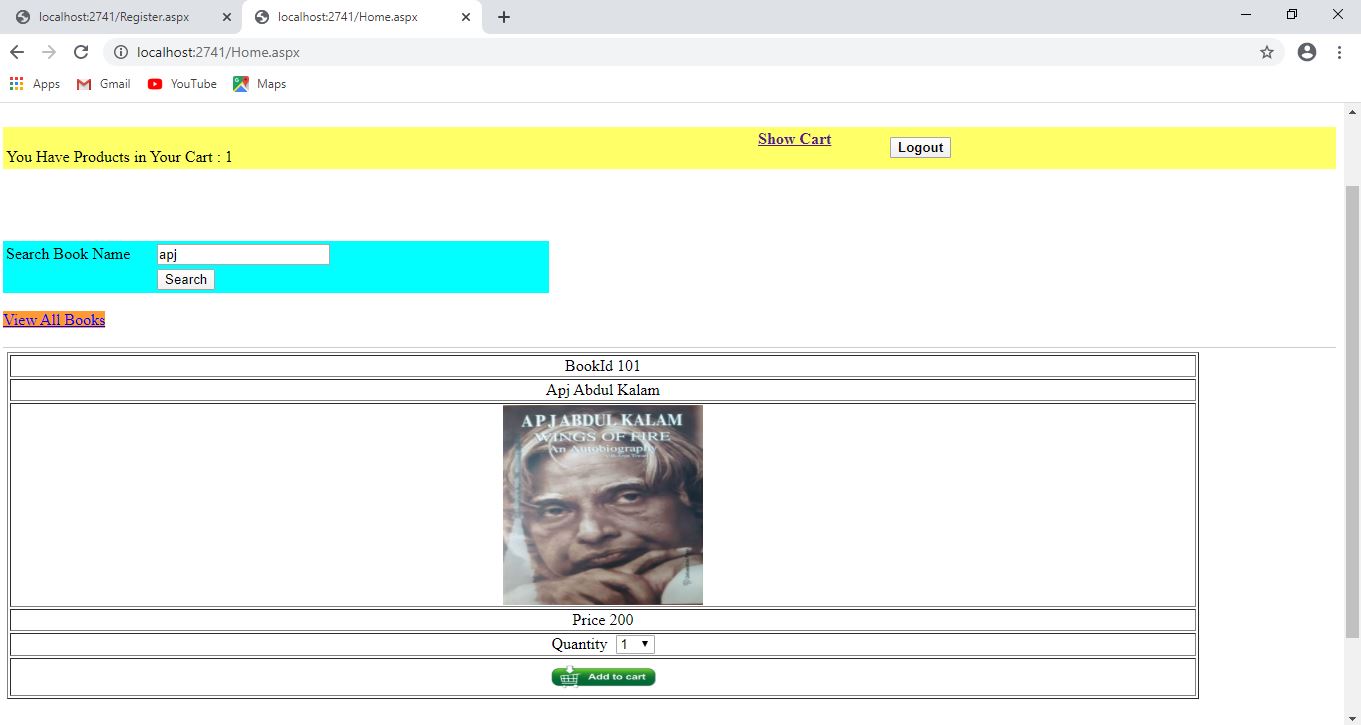 localhost:2741/Register.aspx
localhost:2741/Home.aspx
localhost:2741/Home.aspx
Apps Gmail YouTube Maps
Show Cart
Logout
You Have Products in Your Cart : 1
Search Book Name apj
Search
View All Books
BookId 101
Apj Abdul Kalam
APJ ABDUL KALAM
WINGS OF FIRE
An Autobiography
Price 200
Quantity 1
Add to cart